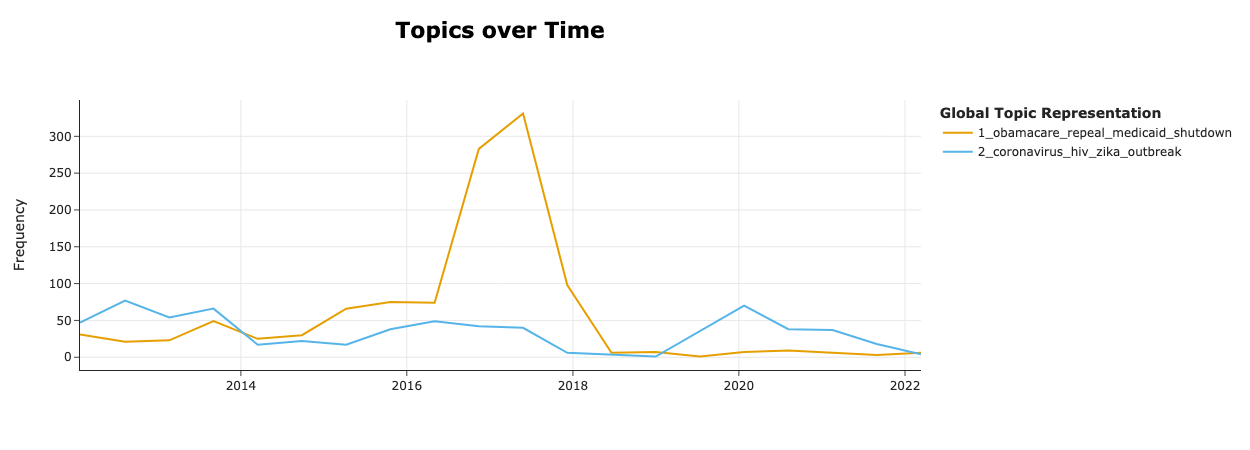 Topics over Time
Global Topic Representation
1_obamacare_repeal_medicaid_shutdown
2_coronavirus_hiv_zika_outbreak
Frequency
300
250
200
150
100
50
0
2014
2016
2018
2020
2022